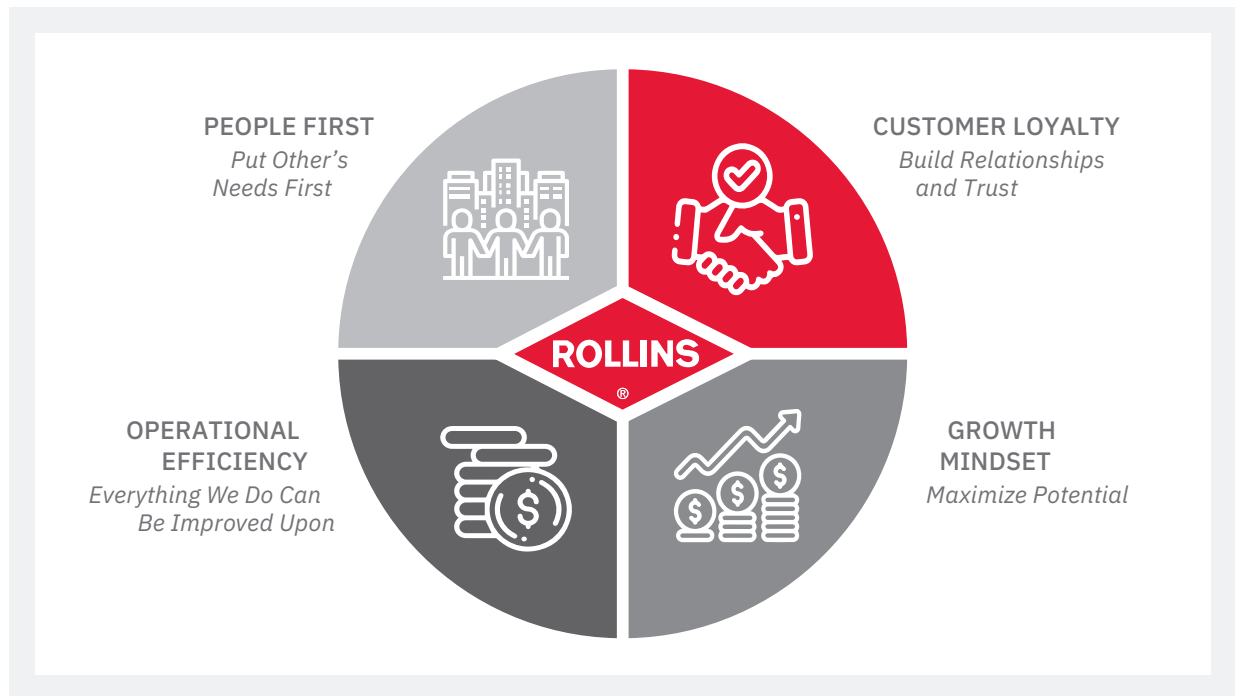 PEOPLE FIRST
Put Other’s
Needs First
CUSTOMER LOYALTY
Build Relationships
and Trust
ROLLINS
®
OPERATIONAL
EFFICIENCY
Everything We Do Can
Be Improved Upon
GROWTH
MINDSET
Maximize Potential
$
$
$
$